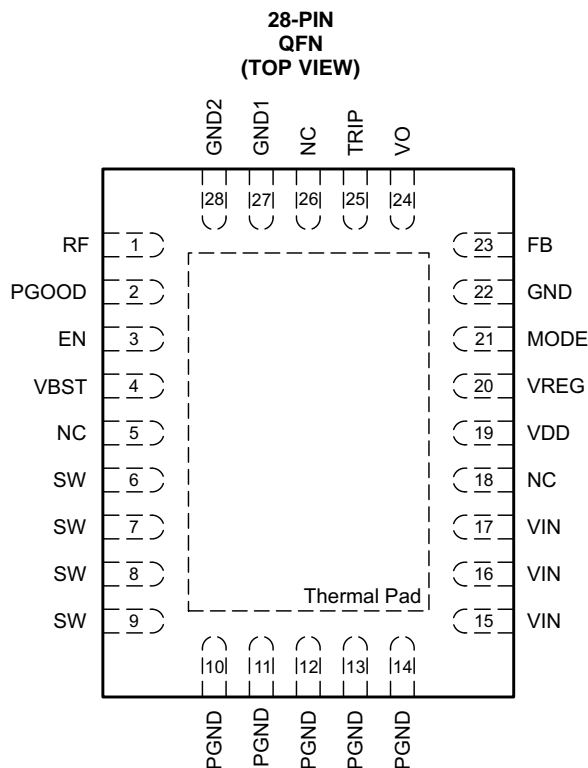 28-PIN
QFN
(TOP VIEW)
GND2
GND1
NC
TRIP
VO
28
27
26
25
24
RF 1
PGOOD 2
EN 3
VBST 4
NC 5
SW 6
SW 7
SW 8
SW 9
23 FB
22 GND
21 MODE
20 VREG
19 VDD
18 NC
17 VIN
16 VIN
15 VIN
Thermal Pad
10
11
12
13
14
PGND
PGND
PGND
PGND
PGND